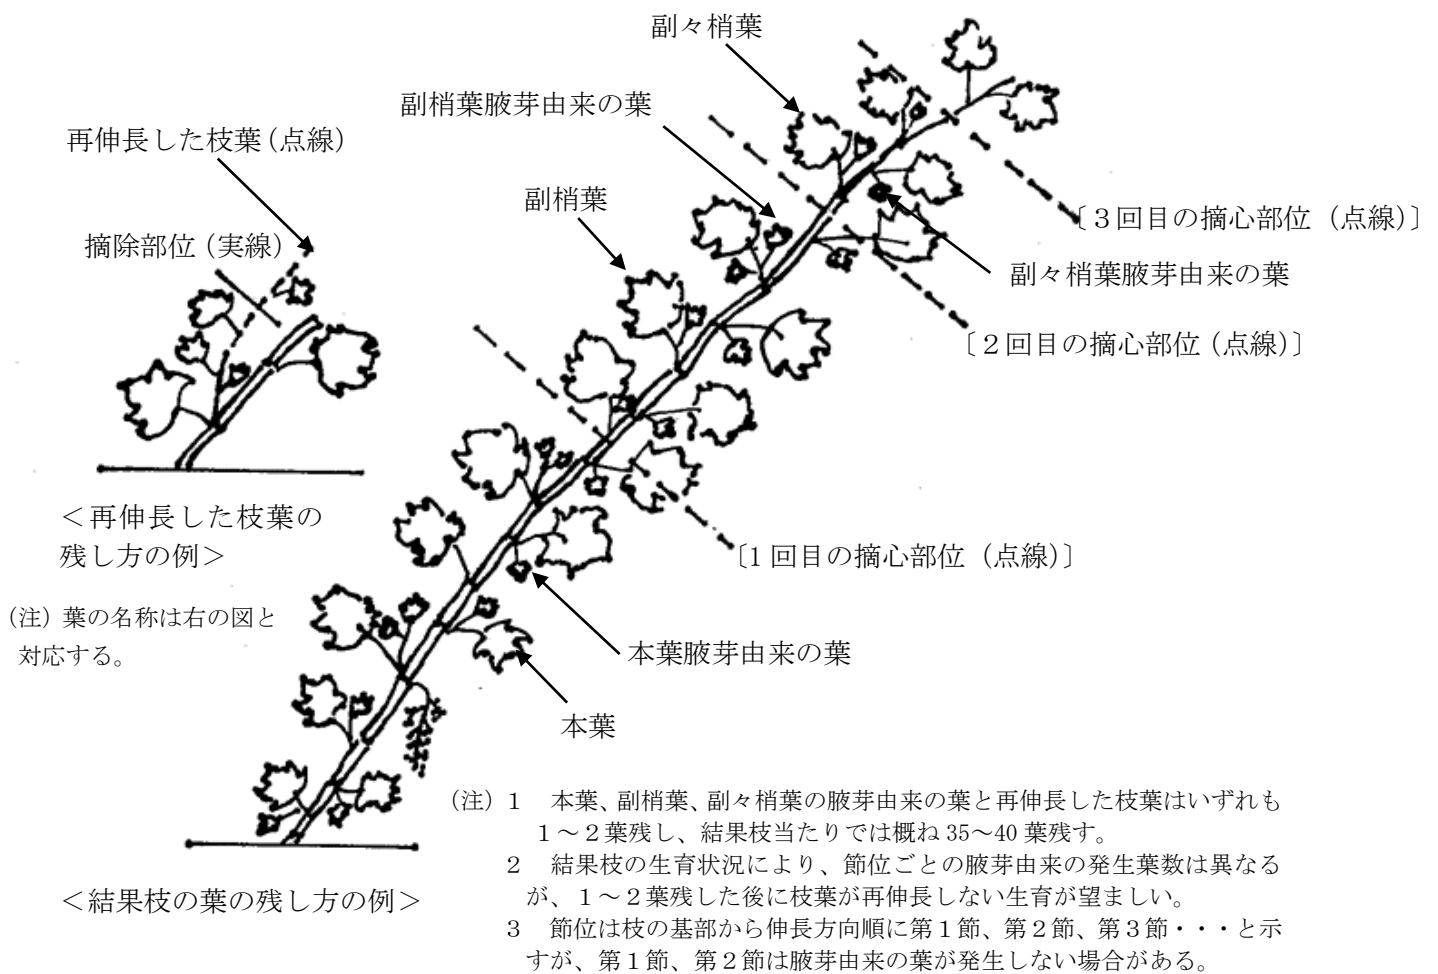 副々梢葉
副梢葉腋芽由来の葉
再伸長した枝葉（点線）
副梢葉
〔３回目の摘心部位（点線）〕
摘除部位（実線）
副々梢葉腋芽由来の葉
〔２回目の摘心部位（点線）〕
＜再伸長した枝葉の
残し方の例＞
〔1 回目の摘心部位（点線）〕
（注）葉の名称は右の図と
対応する。
本葉腋芽由来の葉
本葉
（注）１　本葉、副梢葉、副々梢葉の腋芽由来の葉と再伸長した枝葉はいずれも
１～２葉残し、結果枝当たりでは概ね 35～40 葉残す。
２　結果枝の生育状況により、節位ごとの腋芽由来の発生葉数は異なる
が、１～２葉残した後に枝葉が再伸長しない生育が望ましい。
３　節位は枝の基部から伸長方向順に第１節、第２節、第３節・・・と示
すが、第１節、第２節は腋芽由来の葉が発生しない場合がある。
＜結果枝の葉の残し方の例＞